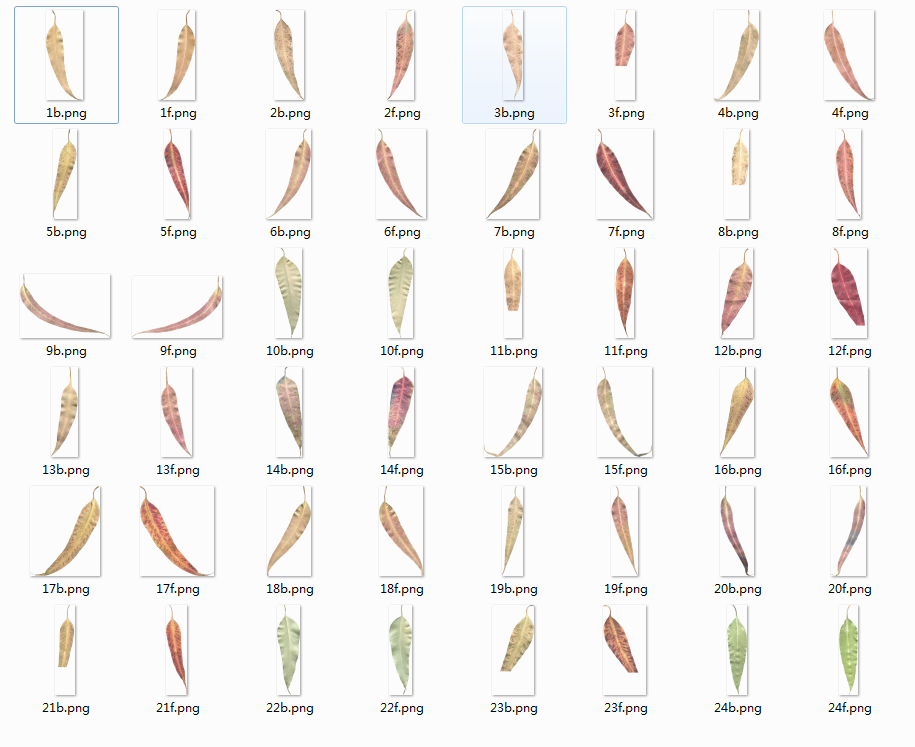 1b.png 1f.png 2b.png 2f.png 3b.png 3f.png 4b.png 4f.png
5b.png 5f.png 6b.png 6f.png 7b.png 7f.png 8b.png 8f.png
9b.png 9f.png 10b.png 10f.png 11b.png 11f.png 12b.png 12f.png
13b.png 13f.png 14b.png 14f.png 15b.png 15f.png 16b.png 16f.png
17b.png 17f.png 18b.png 18f.png 19b.png 19f.png 20b.png 20f.png
21b.png 21f.png 22b.png 22f.png 23b.png 23f.png 24b.png 24f.png